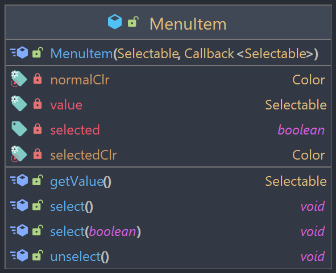 MenuItem
MenuItem(Selectable, Callback<Selectable>)
normalClr Color
value Selectable
selected boolean
selectedClr Color
getValue() Selectable
select() void
select(boolean) void
unselect() void